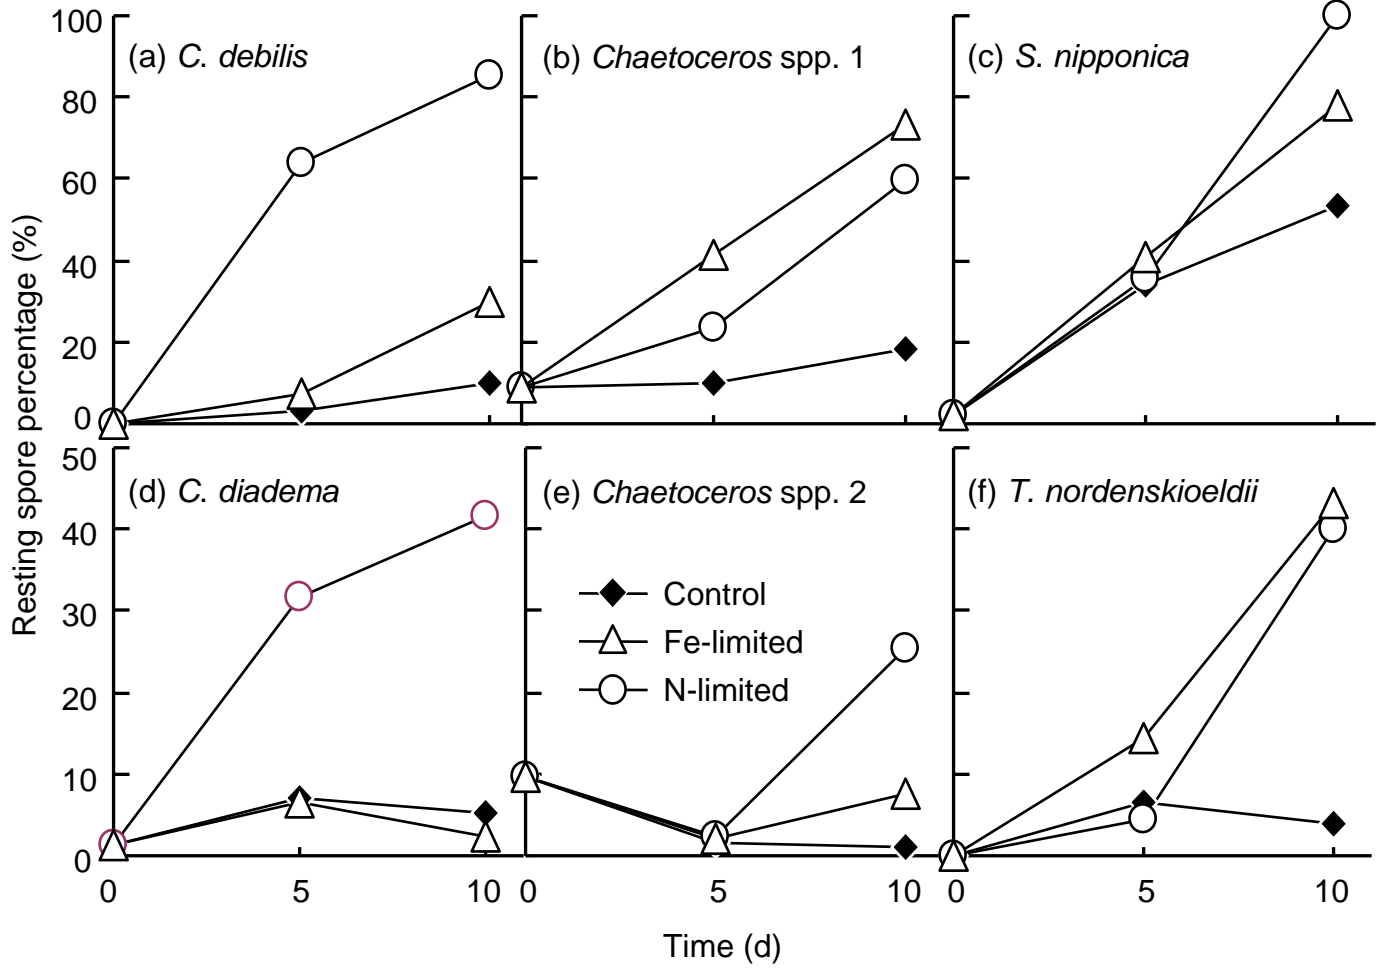 Resting spore percentage (%)
100
80
60
40
20
0
(a) C. debilis
(b) Chaetoceros spp. 1
(c) S. nipponica
50
40
30
20
10
0
(d) C. diadema
(e) Chaetoceros spp. 2
(f) T. nordenskioeldii
Control
Fe-limited
N-limited
0 5 10 0 5 10 0 5 10
Time (d)